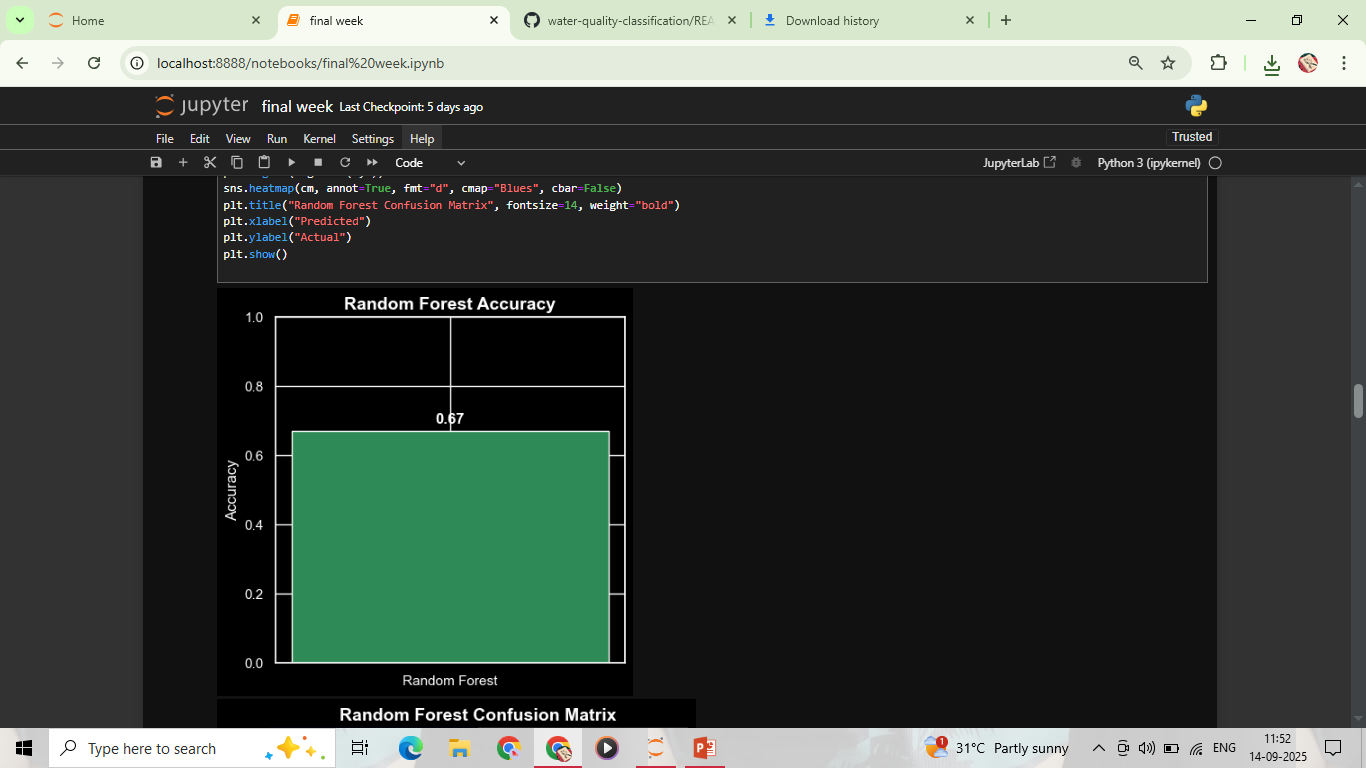 Home
final week
water-quality-classification/REA
Download history
localhost:8888/notebooks/final%20week.ipynb
jupyter final week Last Checkpoint: 5 days ago
File Edit View Run Kernel Settings Help
Trusted
Code
JupyterLab
Python 3 (ipykernel)
sns.heatmap(cm, annot=True, fmt="d", cmap="Blues", cbar=False)
plt.title("Random Forest Confusion Matrix", fontsize=14, weight="bold")
plt.xlabel("Predicted")
plt.ylabel("Actual")
plt.show()
Random Forest Accuracy
1.0
0.8
0.67
0.6
Accuracy
0.4
0.2
0.0
Random Forest
Random Forest Confusion Matrix
Type here to search
1
31°C Partly sunny
ENG
11:52
14-09-2025